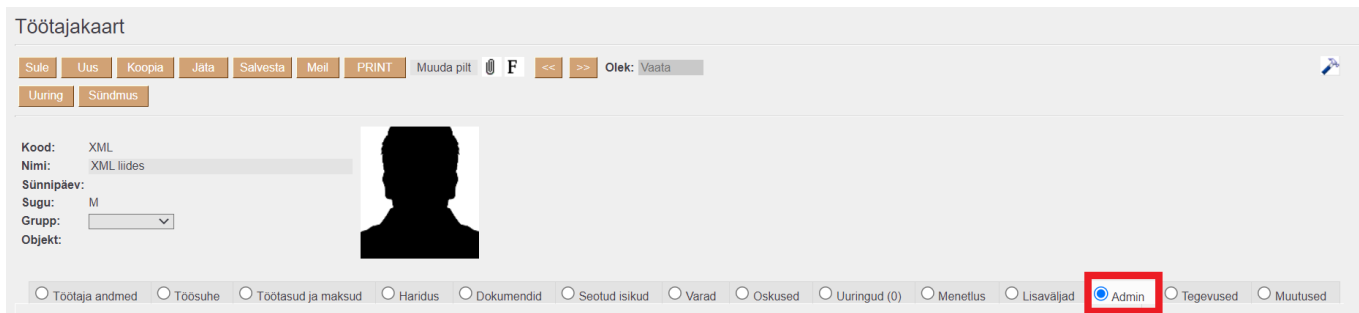 Töötajakaart
Sule Uus Koopia Jäta Salvesta Meil PRINT Muuda pilt F << >> Olek: Vaata
Uuring Sündmus
Kood: XML
Nimi: XML liides
Sünnipäev:
Sugu: M
Grupp:
Objekt:
Töötaja andmed Töösuhe Töötasud ja maksud Haridus Dokumendid Seotud isikud Varad Oskused Uuringud (0) Menetlus Lisaväljad Admin Tegevused Muutused